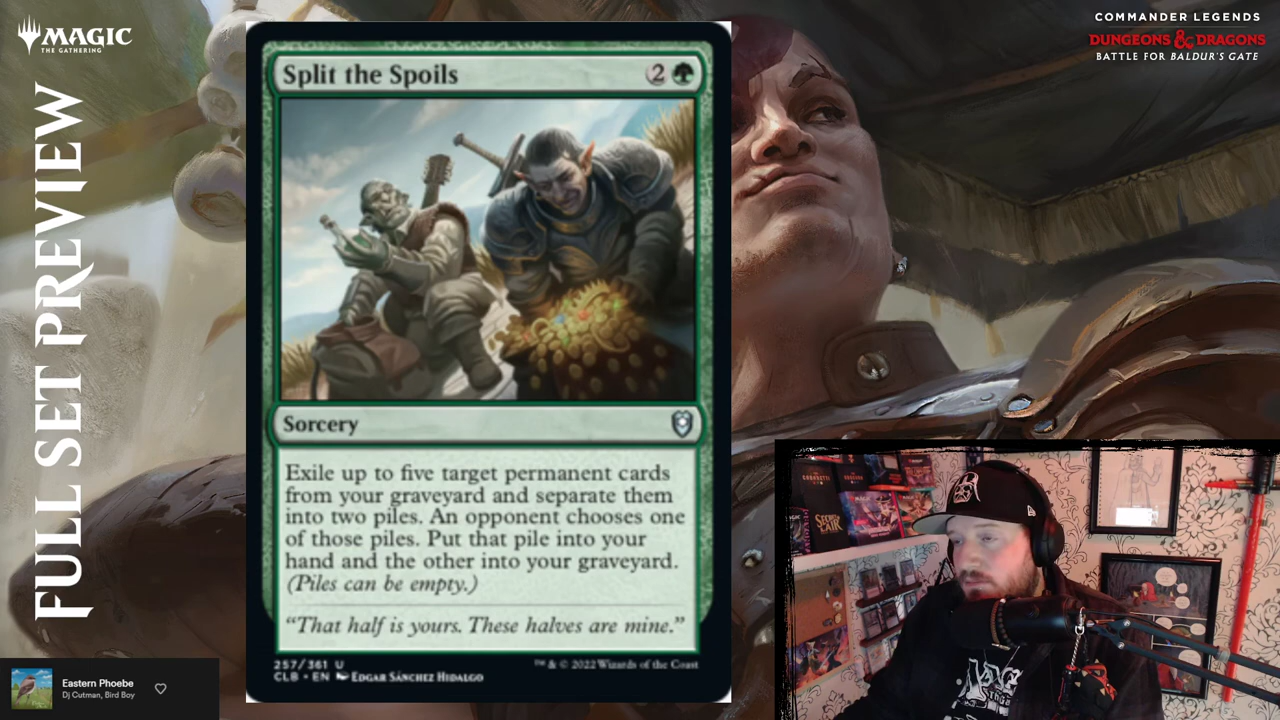 MAGIC
THE GATHERING
COMMANDER LEGENDS
DUNGEONS & DRAGONS
BATTLE FOR BALDUR'S GATE
FULL SET PREVIEW
Split the Spoils
2
Sorcery
Exile up to five target permanent cards
from your graveyard and separate them
into two piles. An opponent chooses one
of those piles. Put that pile into your
hand and the other into your graveyard.
(Piles can be empty.)
“That half is yours. These halves are mine.”
257/361 U
CLB • EN EDGAR SÁNCHEZ HIDALGO
™ & © 2022 Wizards of the Coast
Eastern Phoebe
Dj Cutman, Bird Boy
SECRET LAIR